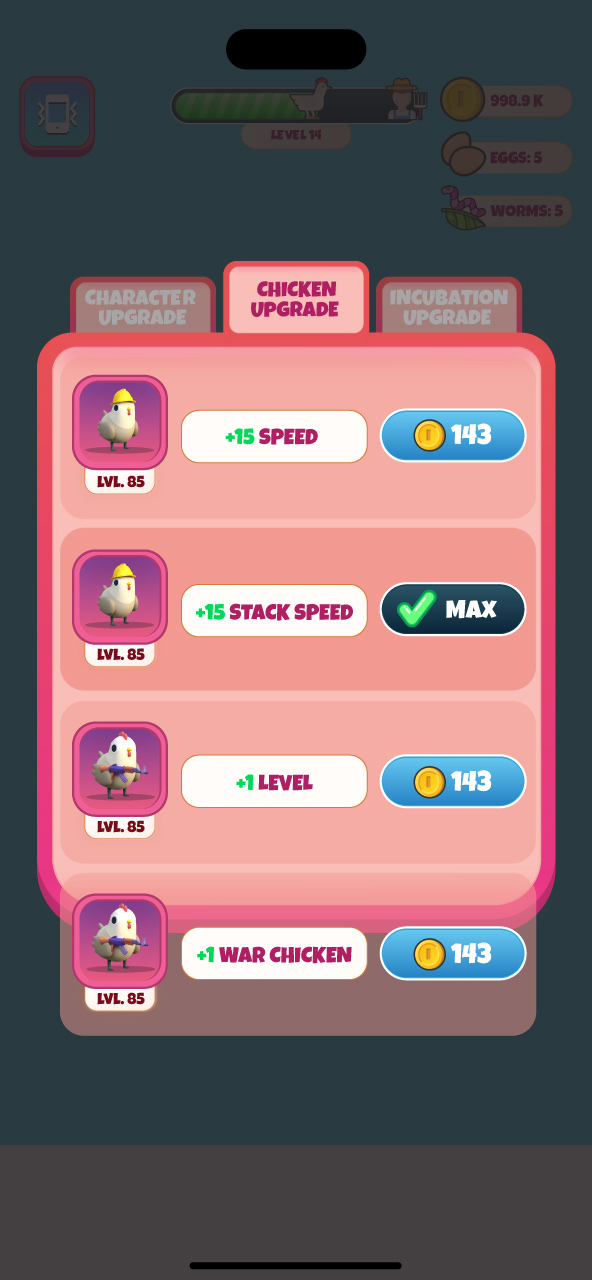 998.9 K
LEVEL 14
EGGS: 5
WORMS: 5
CHARACTER
UPGRADE
CHICKEN
UPGRADE
INCUBATION
UPGRADE
+15 SPEED
143
LVL. 85
+15 STACK SPEED
MAX
LVL. 85
+1 LEVEL
143
LVL. 85
+1 WAR CHICKEN
143
LVL. 85